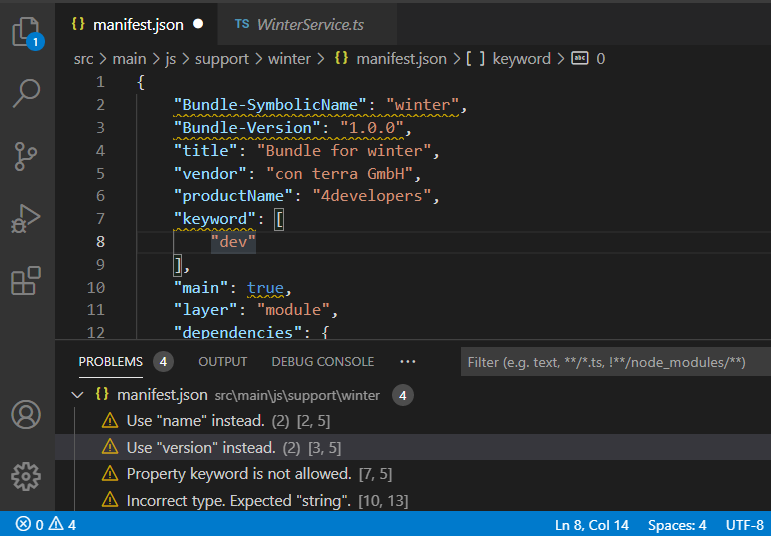 {} manifest.json ● TS WinterService.ts
1
src > main > js > support > winter > {} manifest.json > [ ] keyword > abc 0
1 {
2 "Bundle-SymbolicName": "winter",
3 "Bundle-Version": "1.0.0",
4 "title": "Bundle for winter",
5 "vendor": "con terra GmbH",
6 "productName": "4developers",
7 "keyword": [
8 "dev"
9 ],
10 "main": true,
11 "layer": "module",
12 "dependencies": {
PROBLEMS 4 OUTPUT DEBUG CONSOLE ··· Filter (e.g. text, **/*.ts, !**/node_modules/**)
{} manifest.json src\main\js\support\winter 4
Use "name" instead. (2) [2, 5]
Use "version" instead. (2) [3, 5]
Property keyword is not allowed. [7, 5]
Incorrect type. Expected "string". [10, 13]
0 4 Ln 8, Col 14 Spaces: 4 UTF-8